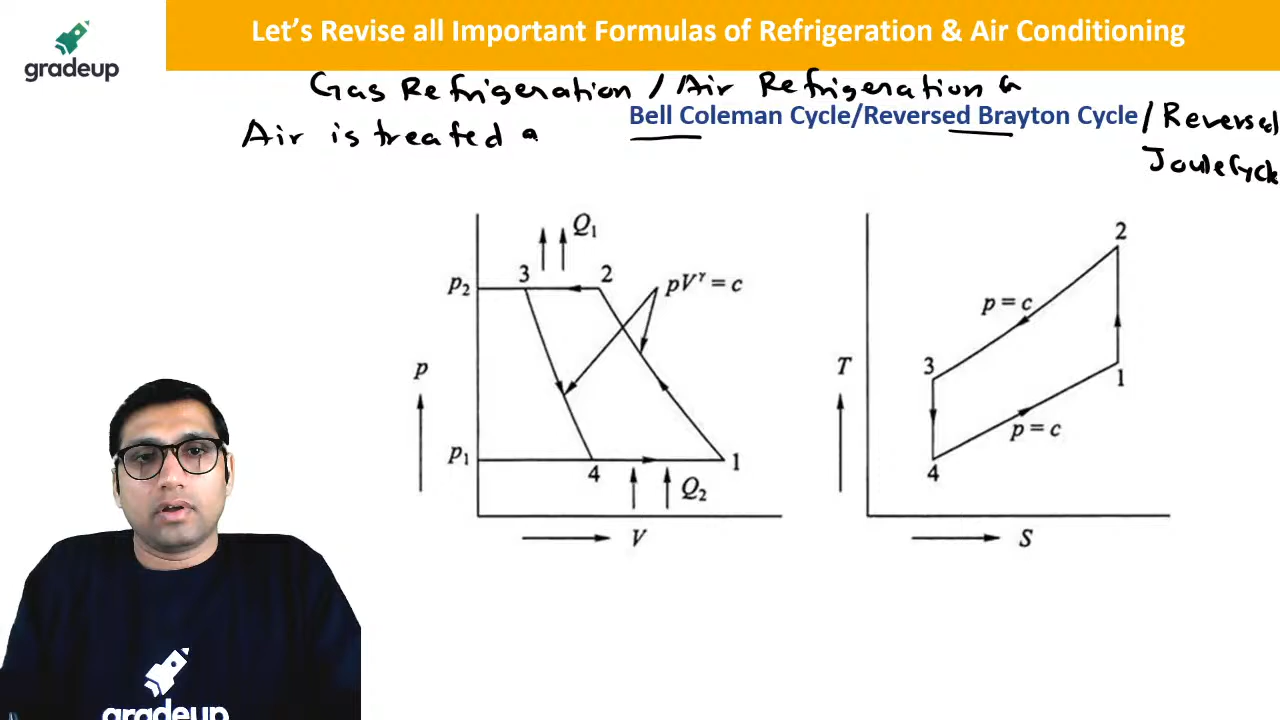 Let's Revise all Important Formulas of Refrigeration & Air Conditioning
gradeup
Gas Refrigeration / Air Refrigeration
Bell Coleman Cycle/Reversed Brayton Cycle / Reversed
Air is treated a
Joule Cycle
Q₁
3 2
p₂
pVᵞ = c
p
p₁
4 1
Q₂
V
2
p = c
T
3
1
p = c
4
S
gradeup